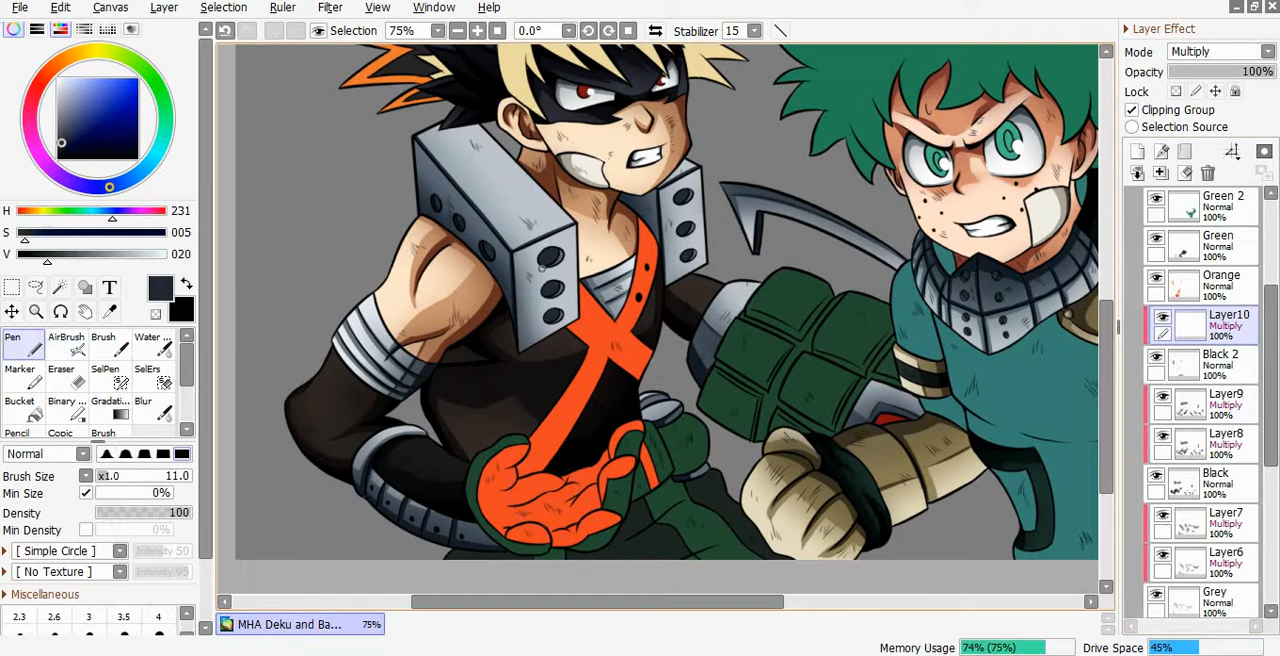 File Edit Canvas Layer Selection Ruler Filter View Window Help
Selection 75% 0.0° Stabilizer 15
H 231
S 005
V 020
T
Pen AirBrush Brush Water ..
Marker Eraser SelPen SelErs
Bucket Binary .. Gradati.. Blur
Pencil Copic Brush
Normal
Brush Size x1.0 11.0
Min Size 0%
Density 100
Min Density 0%
[ Simple Circle ] Intensity 50
[ No Texture ] Intensity 95
Miscellaneous
2.3 2.6 3 3.5 4
MHA Deku and Ba... 75%
Layer Effect
Mode Multiply
Opacity 100%
Lock
Clipping Group
Selection Source
Green 2
Normal
100%
Green
Normal
100%
Orange
Normal
100%
Layer10
Multiply
100%
Black 2
Normal
100%
Layer9
Multiply
100%
Layer8
Multiply
100%
Black
Normal
100%
Layer7
Multiply
100%
Layer6
Multiply
100%
Grey
Normal
100%
Memory Usage 74% (75%) Drive Space 45%